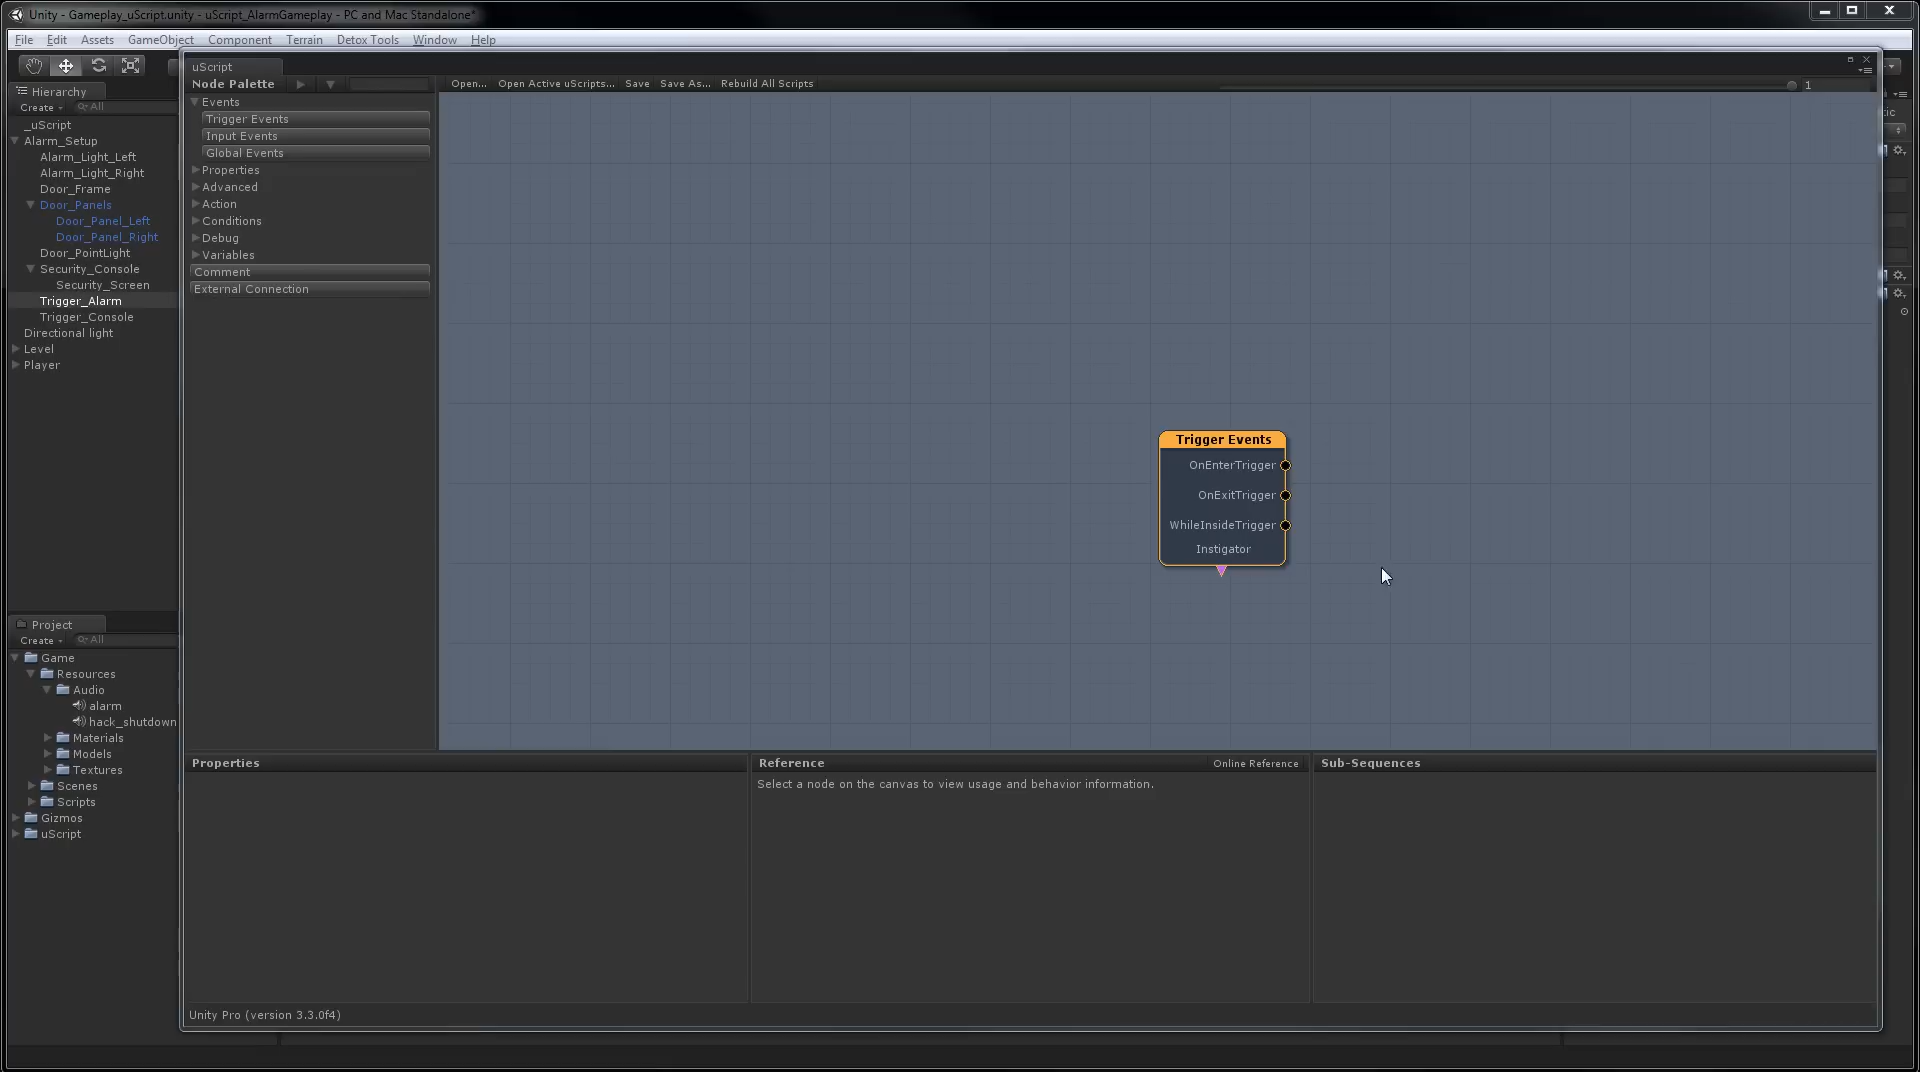 Unity - Gameplay_uScript.unity - uScript_AlarmGameplay - PC and Mac Standalone*
File Edit Assets GameObject Component Terrain Detox Tools Window Help
Hierarchy
Create All
_uScript
Alarm_Setup
Alarm_Light_Left
Alarm_Light_Right
Door_Frame
Door_Panels
Door_Panel_Left
Door_Panel_Right
Door_PointLight
Security_Console
Security_Screen
Trigger_Alarm
Trigger_Console
Directional light
Level
Player
Project
Create All
Game
Resources
Audio
alarm
hack_shutdown
Materials
Models
Textures
Scenes
Scripts
Gizmos
uScript
uScript
Node Palette
Events
Trigger Events
Input Events
Global Events
Properties
Advanced
Action
Conditions
Debug
Variables
Comment
External Connection
Open... Open Active uScripts... Save Save As... Rebuild All Scripts 1
Trigger Events
OnEnterTrigger
OnExitTrigger
WhileInsideTrigger
Instigator
Properties
Reference Online Reference
Select a node on the canvas to view usage and behavior information.
Sub-Sequences
Unity Pro (version 3.3.0f4)
tic